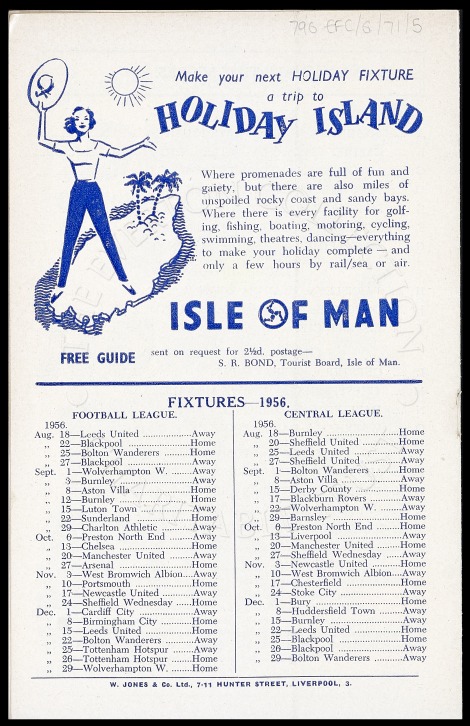 796 EFC/6/71/5
Make your next HOLIDAY FIXTURE
a trip to
HOLIDAY ISLAND
Where promenades are full of fun and
gaiety, but there are also miles of
unspoiled rocky coast and sandy bays.
Where there is every facility for golf-
ing, fishing, boating, motoring, cycling,
swimming, theatres, dancing—everything
to make your holiday complete — and
only a few hours by rail/sea or air.
ISLE OF MAN
FREE GUIDE sent on request for 2½d. postage—
S. R. BOND, Tourist Board, Isle of Man.
FIXTURES—1956.
FOOTBALL LEAGUE.
1956.
Aug. 18—Leeds United ..............Away
„ 22—Blackpool ..................Home
„ 25—Bolton Wanderers ........Home
„ 27—Blackpool ..................Away
Sept. 1—Wolverhampton W. ......Away
„ 3—Burnley .....................Away
„ 8—Aston Villa .................Home
„ 12—Burnley .....................Home
„ 15—Luton Town ...............Away
„ 22—Sunderland ................Home
„ 29—Charlton Athletic .........Away
Oct. 6—Preston North End ......Away
„ 13—Chelsea .....................Home
„ 20—Manchester United ......Away
„ 27—Arsenal .....................Home
Nov. 3—West Bromwich Albion...Away
„ 10—Portsmouth ................Home
„ 17—Newcastle United .........Away
„ 24—Sheffield Wednesday .....Home
Dec. 1—Cardiff City ...............Away
„ 8—Birmingham City ..........Home
„ 15—Leeds United .............Home
„ 22—Bolton Wanderers ........Away
„ 25—Tottenham Hotspur ......Away
„ 26—Tottenham Hotspur ......Home
„ 29—Wolverhampton W. ......Home
CENTRAL LEAGUE.
1956.
Aug. 18—Burnley .....................Home
„ 20—Sheffield United ..........Home
„ 25—Leeds United .............Away
„ 27—Sheffield United ..........Away
Sept. 1—Bolton Wanderers ........Home
„ 8—Aston Villa .................Away
„ 15—Derby County .............Home
„ 17—Blackburn Rovers ........Away
„ 22—Wolverhampton W. ......Away
„ 29—Barnsley ....................Home
Oct. 6—Preston North End ......Home
„ 13—Liverpool ...................Away
„ 20—Manchester United ......Home
„ 27—Sheffield Wednesday ....Away
Nov. 3—Newcastle United .........Home
„ 10—West Bromwich Albion...Away
„ 17—Chesterfield ................Home
„ 24—Stoke City .................Away
Dec. 1—Bury .........................Home
„ 8—Huddersfield Town ......Away
„ 15—Burnley .....................Away
„ 22—Leeds United .............Home
„ 25—Blackpool ..................Home
„ 26—Blackpool ..................Away
„ 29—Bolton Wanderers ........Away
W. JONES & Co. Ltd., 7-11 HUNTER STREET, LIVERPOOL, 3.